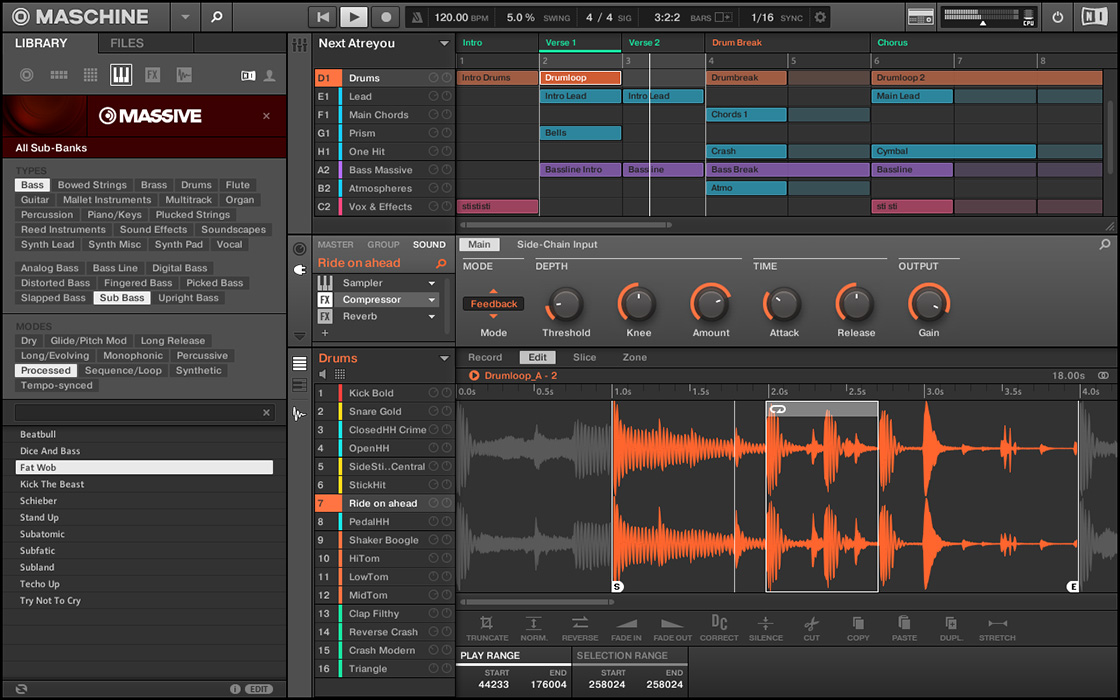 MASCHINE
120.00 BPM 5.0 % SWING 4 / 4 SIG 3:2:2 BARS 1/16 SYNC CPU
LIBRARY FILES
FX
MASSIVE ×
All Sub-Banks
TYPES
Bass Bowed Strings Brass Drums Flute
Guitar Mallet Instruments Multitrack Organ
Percussion Piano/Keys Plucked Strings
Reed Instruments Sound Effects Soundscapes
Synth Lead Synth Misc Synth Pad Vocal
Analog Bass Bass Line Digital Bass
Distorted Bass Fingered Bass Picked Bass
Slapped Bass Sub Bass Upright Bass
MODES
Dry Glide/Pitch Mod Long Release
Long/Evolving Monophonic Percussive
Processed Sequence/Loop Synthetic
Tempo-synced
×
Beatbull
Dice And Bass
Fat Wob
Kick The Beast
Schieber
Stand Up
Subatomic
Subfatic
Subland
Techo Up
Try Not To Cry
i EDIT
Next Atreyou Intro Verse 1 Verse 2 Drum Break Chorus
1 2 3 4 5 6 7 8
D1 Drums Intro Drums Drumloop Drumbreak Drumloop 2
E1 Lead Intro Lead Intro Lead Main Lead
F1 Main Chords Chords 1
G1 Prism Bells
H1 One Hit Crash Cymbal
A2 Bass Massive Bassline Intro Bassline Bass Break Bassline
B2 Atmospheres Atmo
C2 Vox & Effects stististi sti sti
MASTER GROUP SOUND
Ride on ahead
Sampler
FX Compressor
FX Reverb
+
Main Side-Chain Input
MODE DEPTH TIME OUTPUT
Feedback
Mode Threshold Knee Amount Attack Release Gain
Drums
1 Kick Bold
2 Snare Gold
3 ClosedHH Crime
4 OpenHH
5 SideSti..Central
6 StickHit
7 Ride on ahead
8 PedalHH
9 Shaker Boogle
10 HiTom
11 LowTom
12 MidTom
13 Clap Filthy
14 Reverse Crash
15 Crash Modern
16 Triangle
Record Edit Slice Zone
Drumloop_A - 2 18.00s
0.0s 0.5s 1.0s 2.0s 2.5s 3.0s 3.5s 4.0s
S E
TRUNCATE NORM. REVERSE FADE IN FADE OUT DC CORRECT SILENCE CUT COPY PASTE DUPL. STRETCH
PLAY RANGE SELECTION RANGE
START END START END
44233 176004 258024 258024